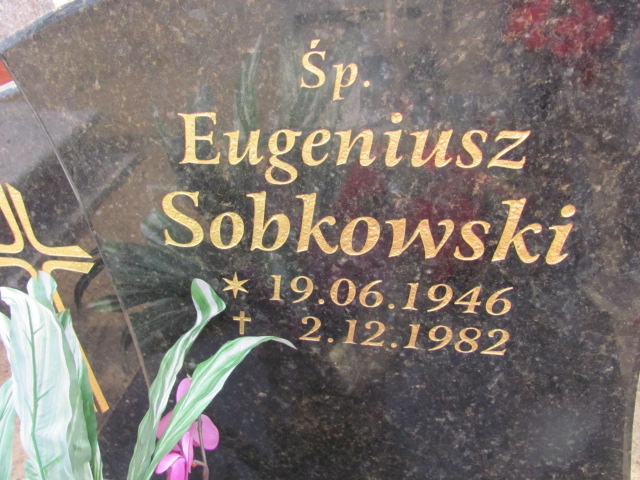 Śp.
Eugeniusz
Sobkowski
* 19.06.1946
† 2.12.1982